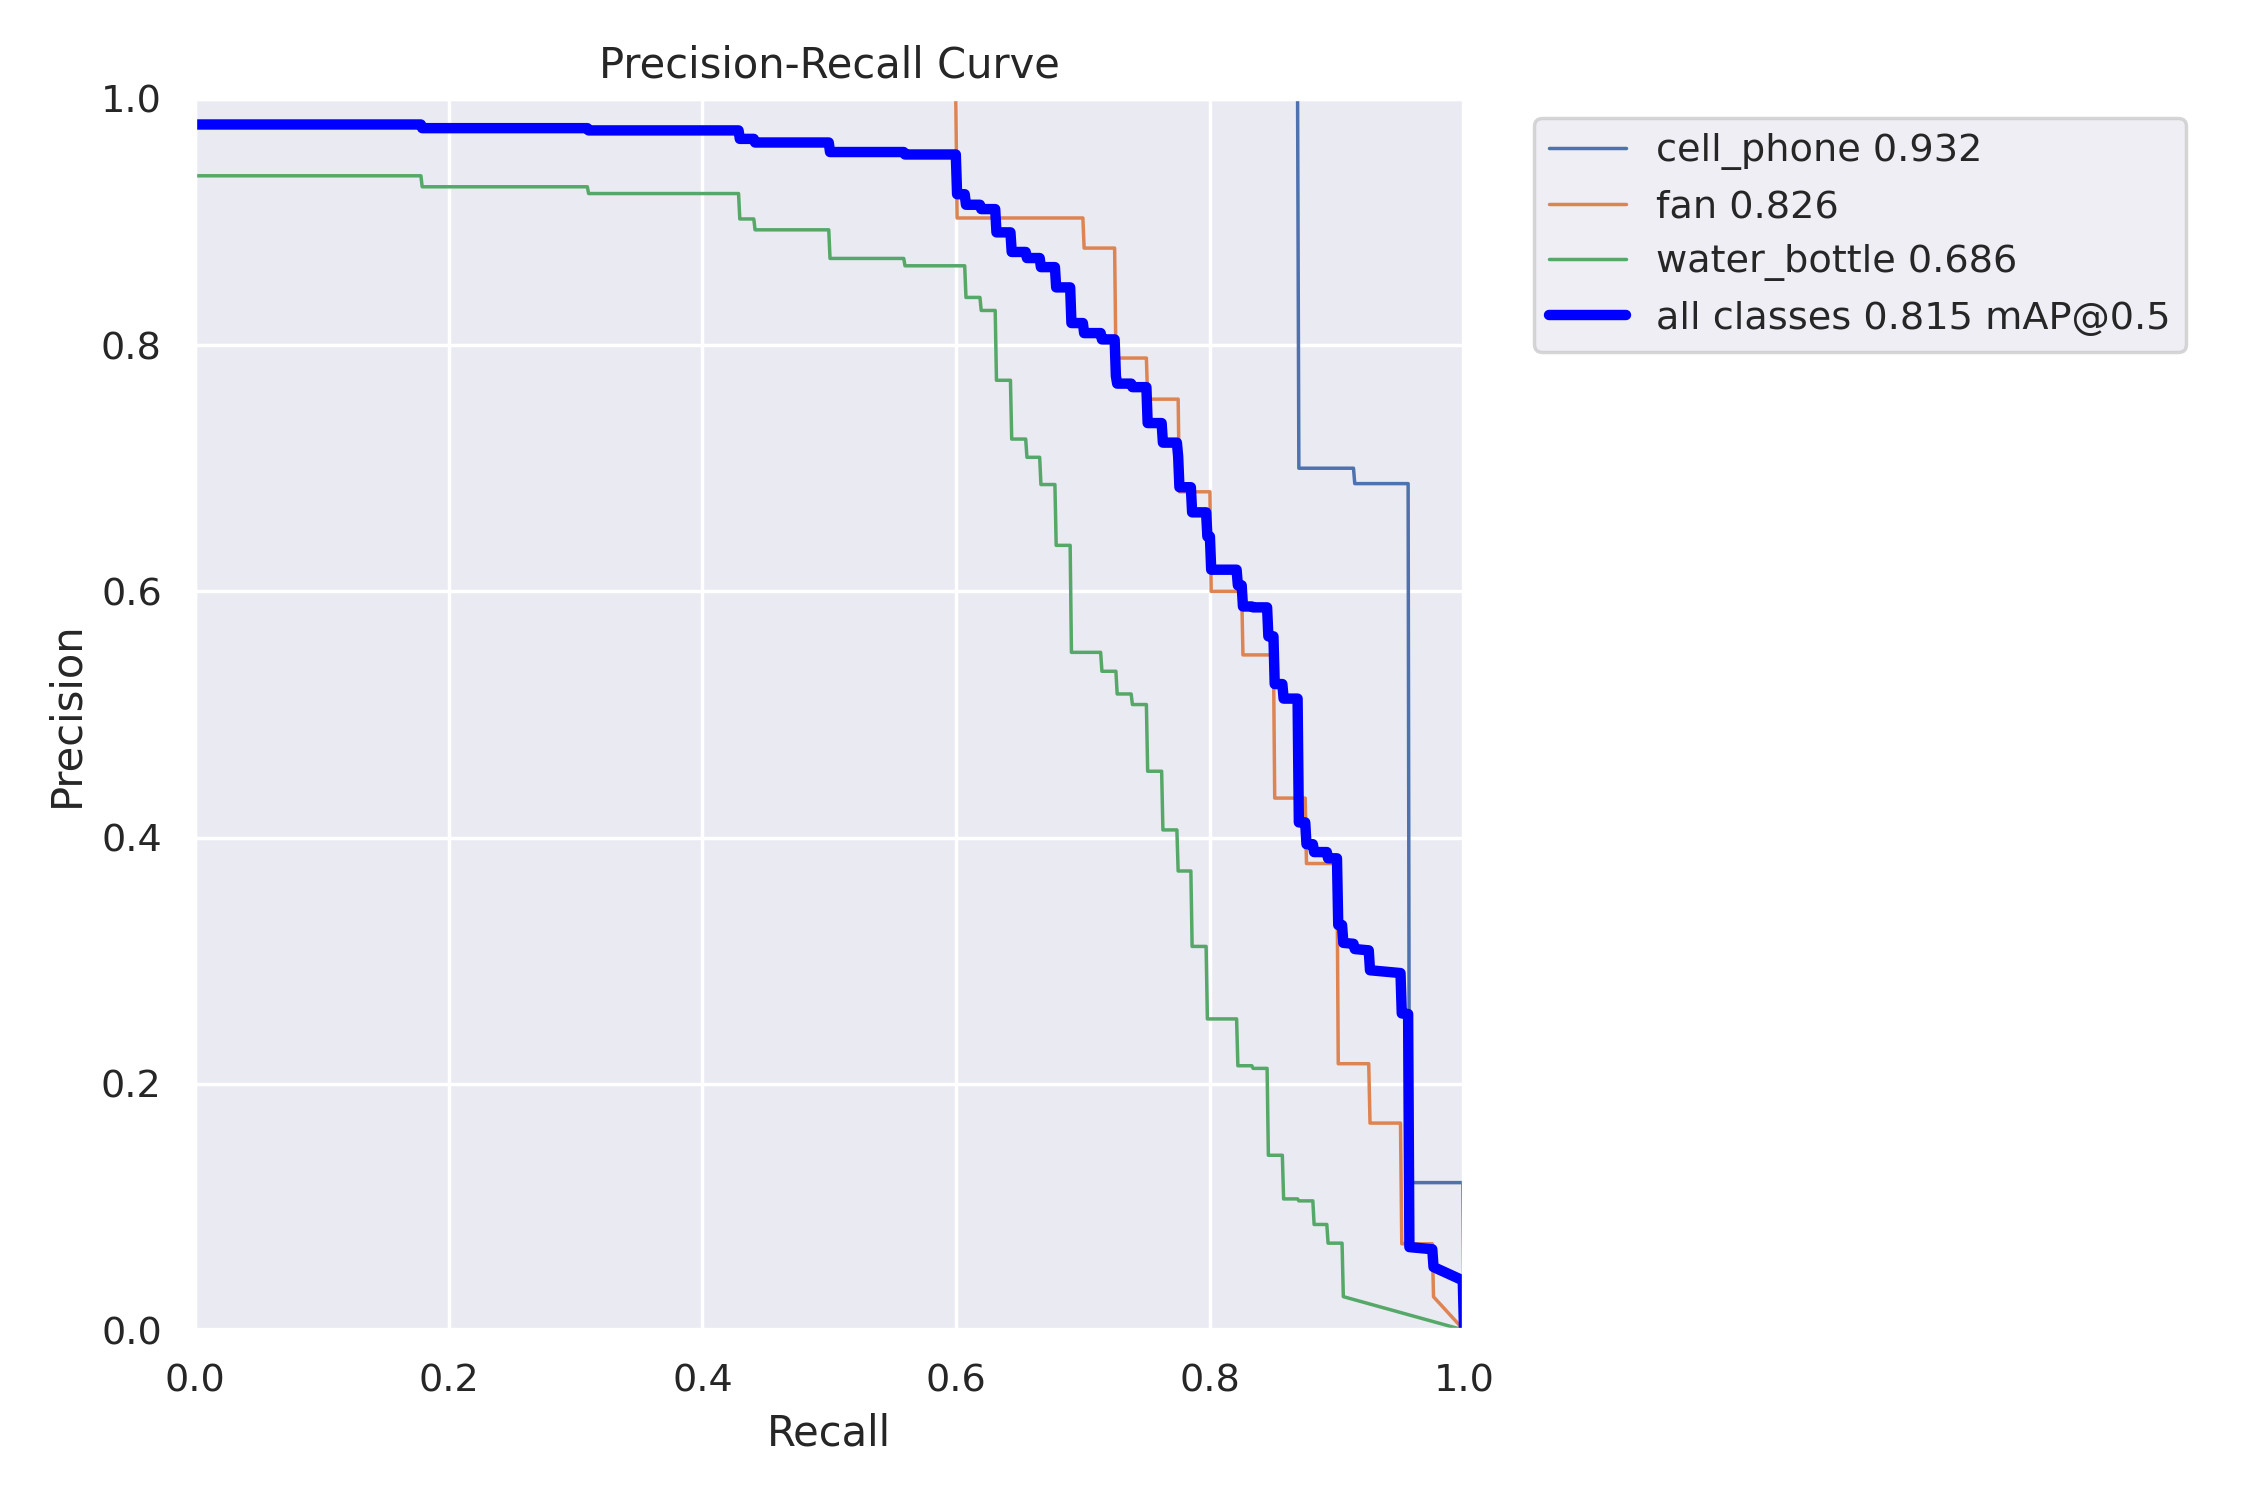 Precision-Recall Curve
1.0
0.8
0.6
0.4
0.2
0.0
Precision
0.0 0.2 0.4 0.6 0.8 1.0
Recall
cell_phone 0.932
fan 0.826
water_bottle 0.686
all classes 0.815 mAP@0.5